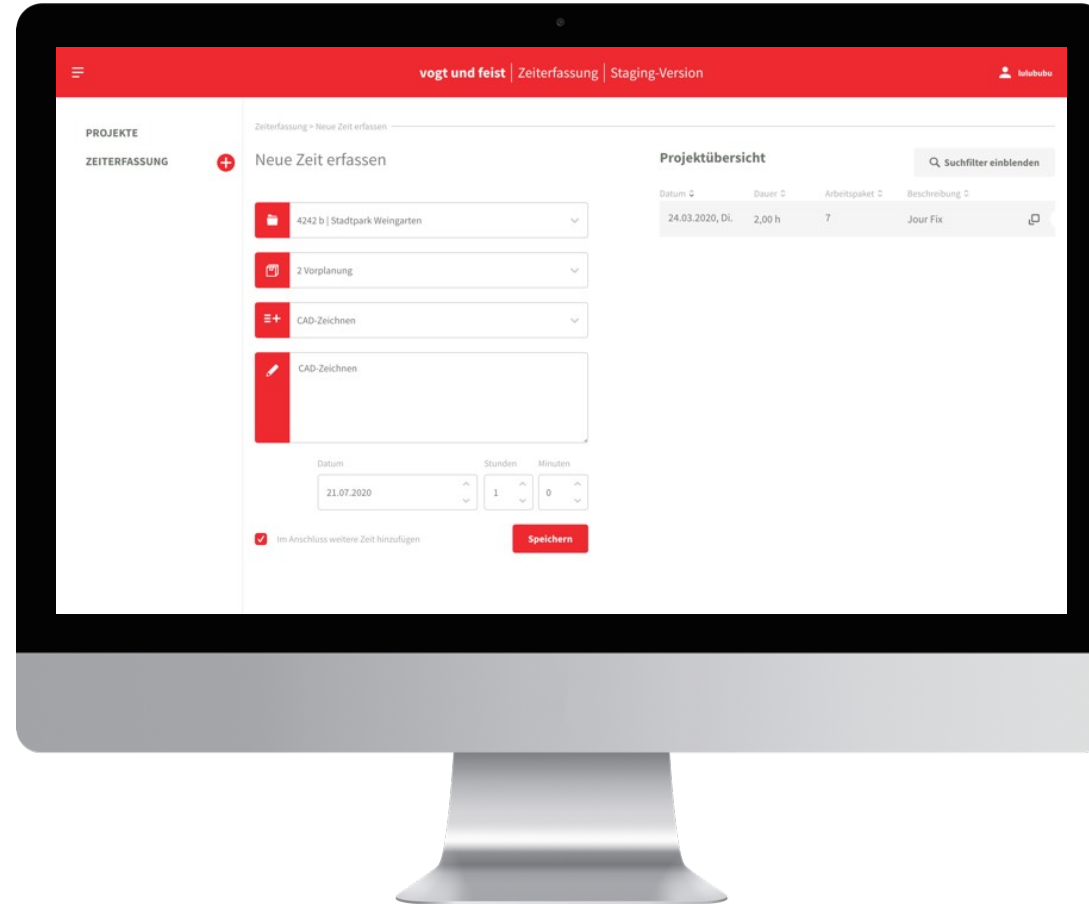 vogt und feist | Zeiterfassung | Staging-Version
lulububu
PROJEKTE
ZEITERFASSUNG
Zeiterfassung > Neue Zeit erfassen
Neue Zeit erfassen
4242 b | Stadtpark Weingarten
2 Vorplanung
CAD-Zeichnen
CAD-Zeichnen
Datum Stunden Minuten
21.07.2020 1 0
Im Anschluss weitere Zeit hinzufügen
Speichern
Projektübersicht
Suchfilter einblenden
Datum Dauer Arbeitspaket Beschreibung
24.03.2020, Di. 2,00 h 7 Jour Fix